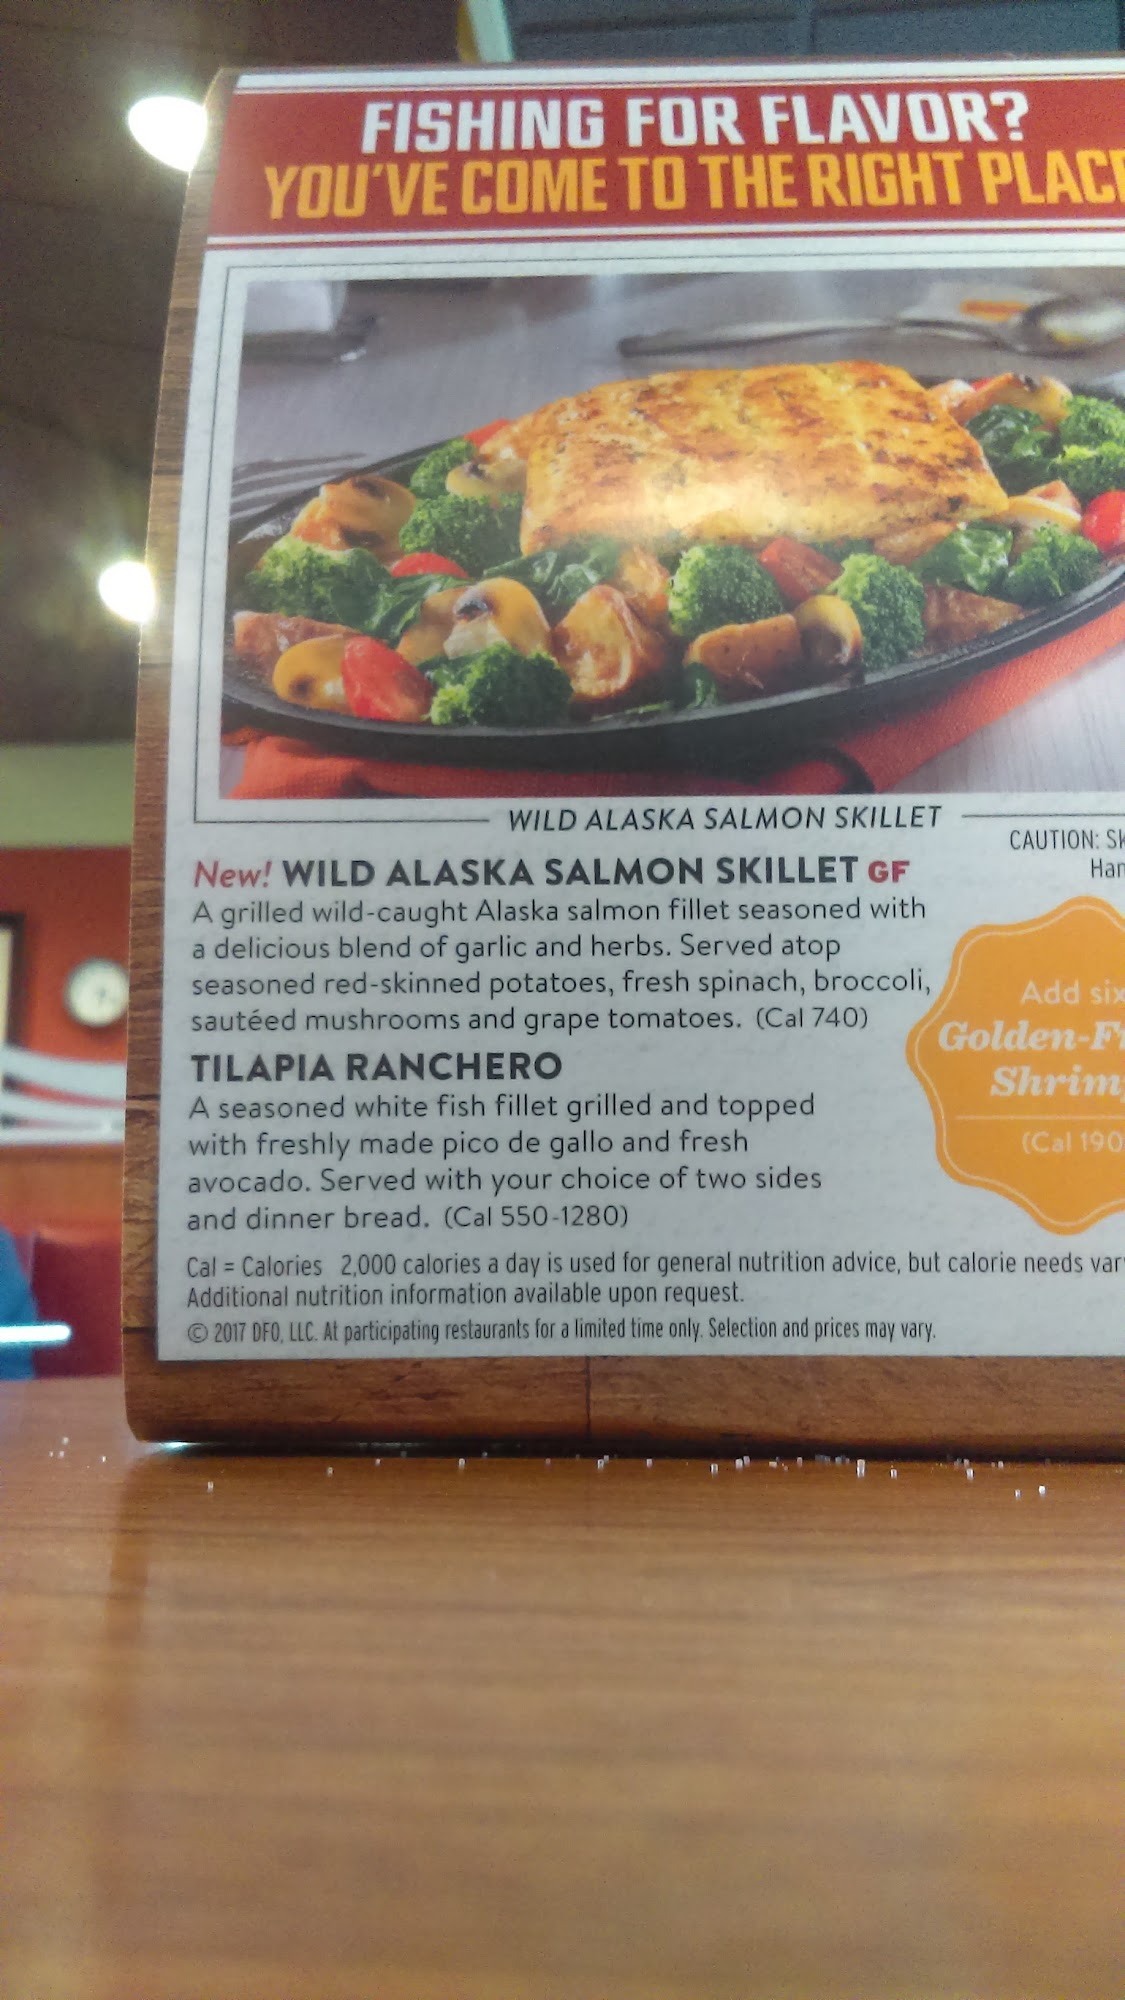 FISHING FOR FLAVOR?
YOU'VE COME TO THE RIGHT
WILD ALASKA SALMON SKILLET
CAUTION:
New! WILD ALASKA SALMON SKILLET GF
A grilled wild-caught Alaska salmon fillet seasoned with
a delicious blend of garlic and herbs. Served atop
seasoned red-skinned potatoes, fresh spinach, broccoli,
sautéed mushrooms and grape tomatoes. (Cal 740)
TILAPIA RANCHERO
A seasoned white fish fillet grilled and topped
with freshly made pico de gallo and fresh
avocado. Served with your choice of two sides
and dinner bread. (Cal 550-1280)
Add six
Golden-
(Cal 190
Cal = Calories 2,000 calories a day is used for general nutrition advice, but calorie needs
Additional nutrition information available upon request.
© 2017 DFO, LLC. At participating restaurants for a limited time only. Selection and prices may vary.